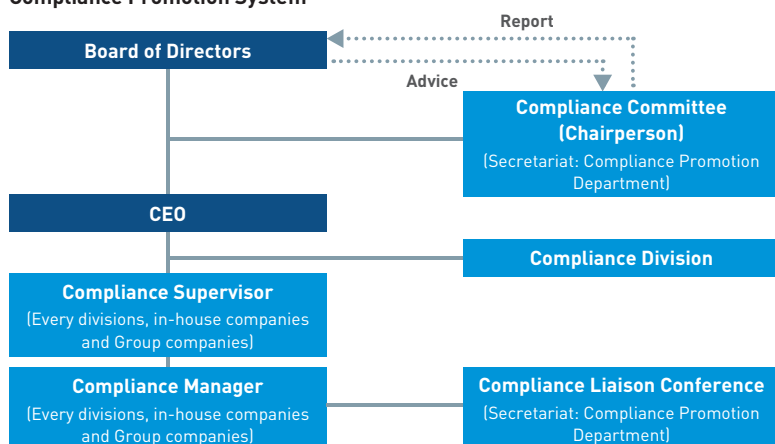 Compliance Promotion System
Report
Board of Directors
Advice
Compliance Committee
(Chairperson)
(Secretariat: Compliance Promotion
Department)
CEO
Compliance Division
Compliance Supervisor
(Every divisions, in-house companies
and Group companies)
Compliance Manager
(Every divisions, in-house companies
and Group companies)
Compliance Liaison Conference
(Secretariat: Compliance Promotion
Department)